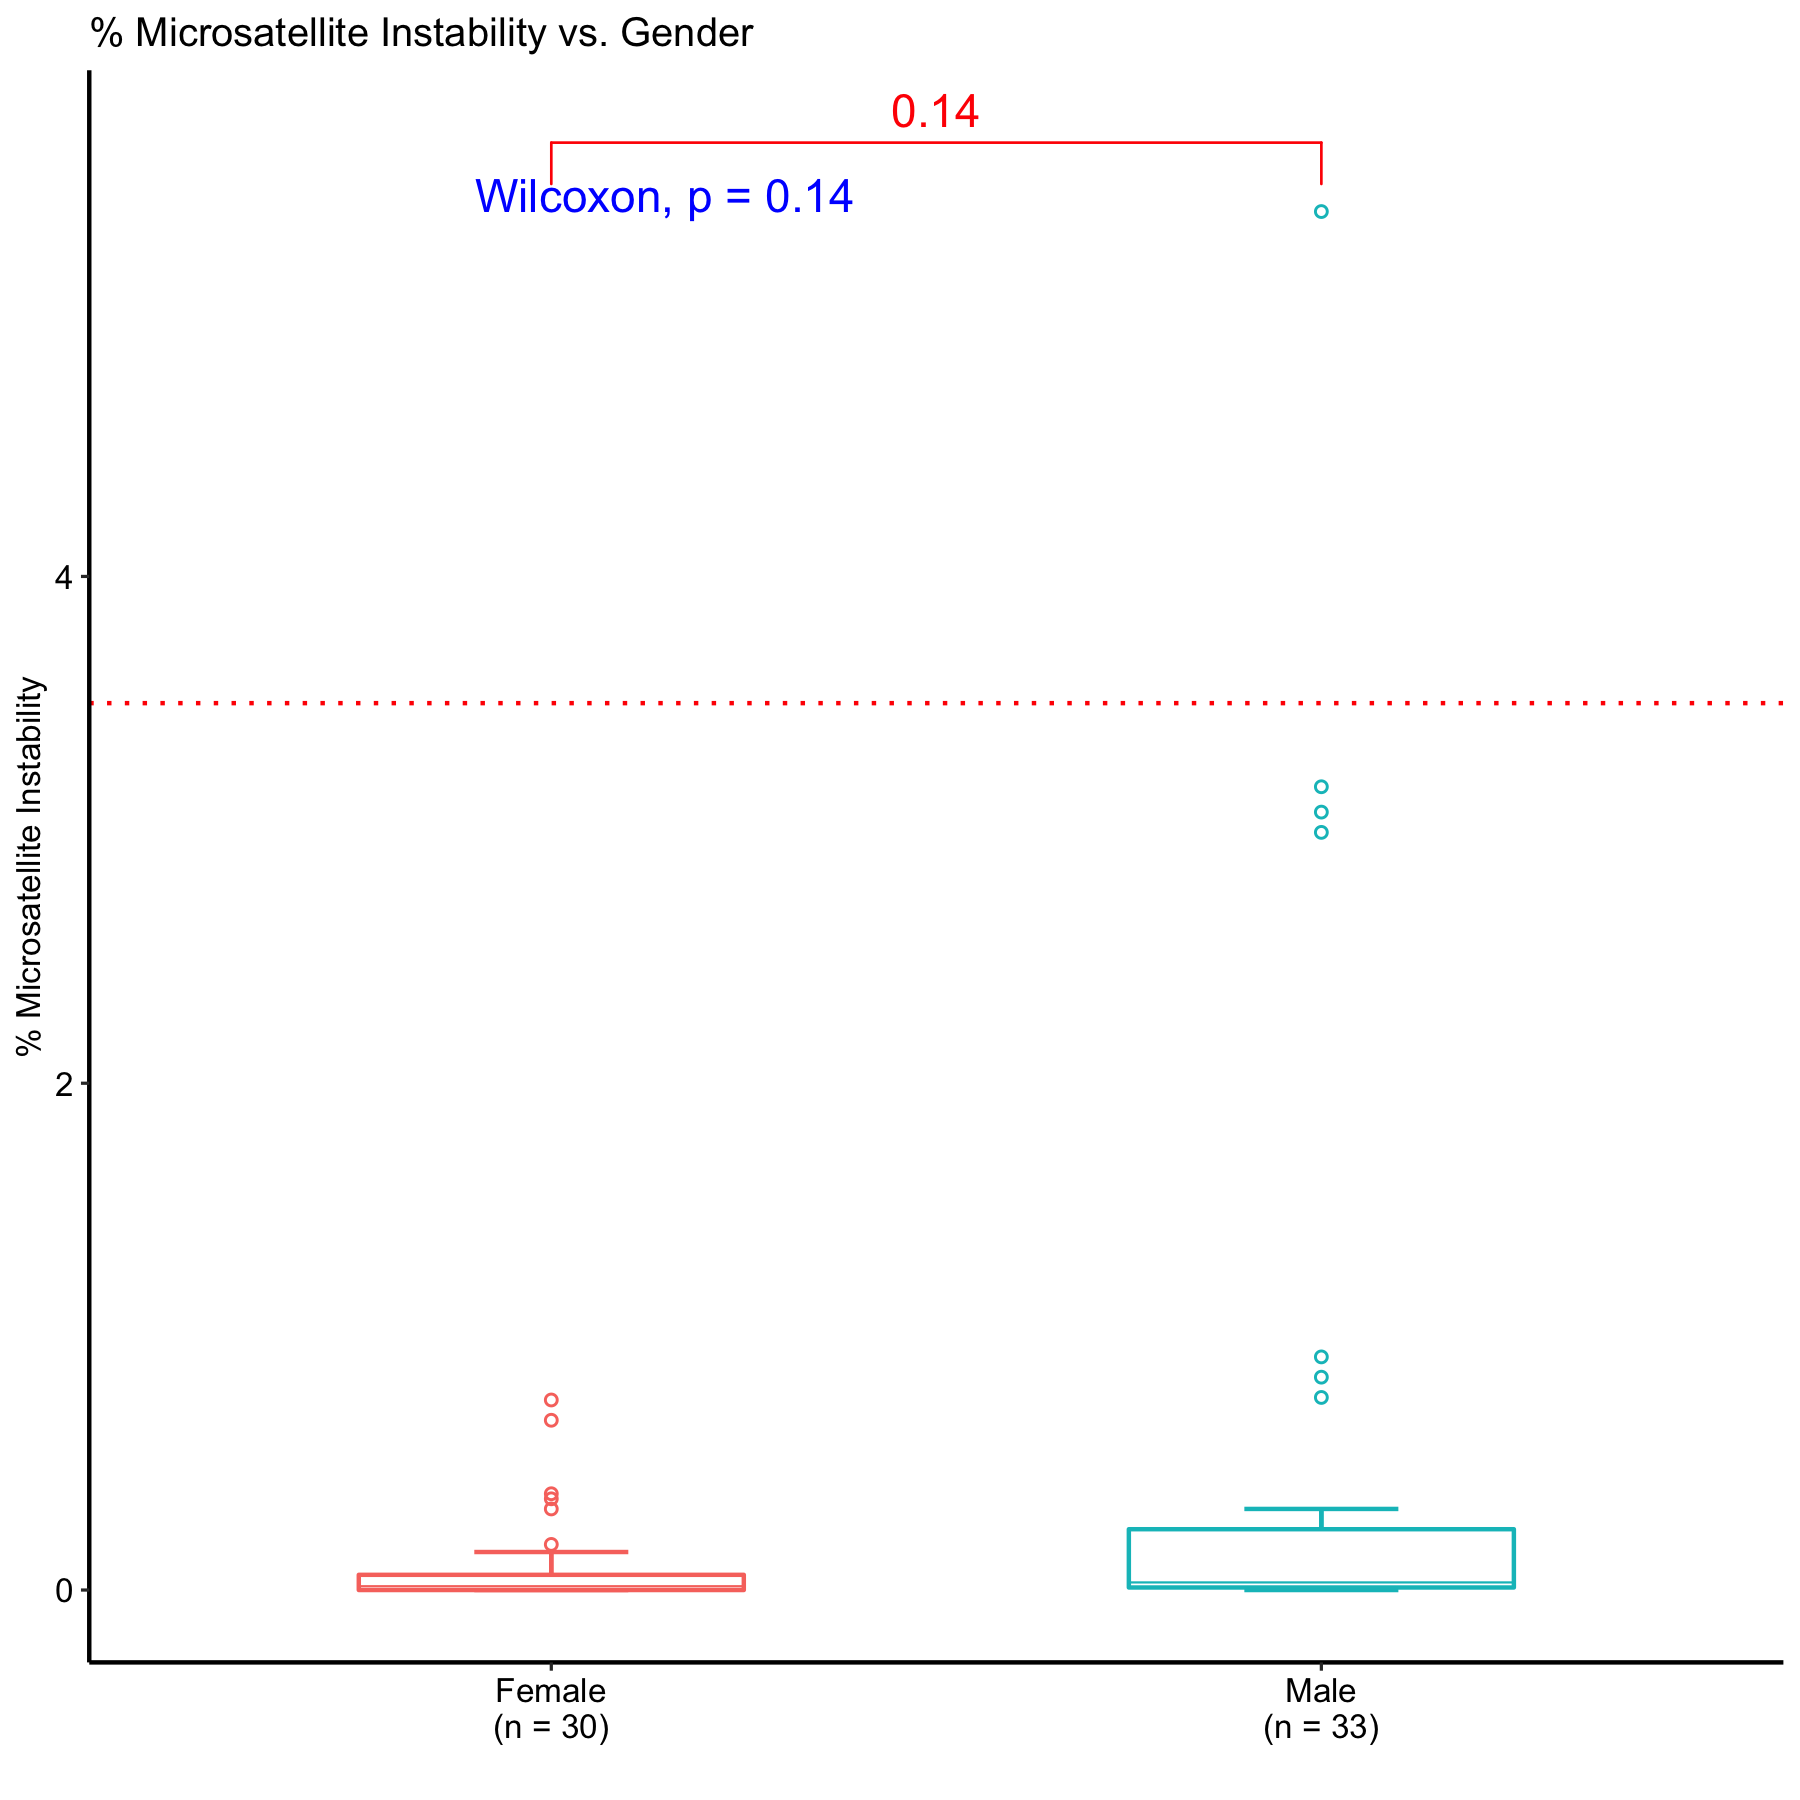 % Microsatellite Instability vs. Gender
0.14
Wilcoxon, p = 0.14
% Microsatellite Instability
4
2
0
Female
(n = 30)
Male
(n = 33)